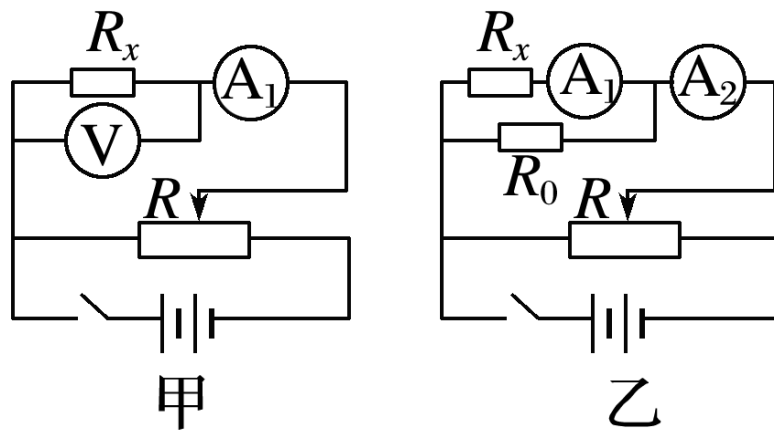 Rₓ A₁
V
R
甲
Rₓ A₁ A₂
R₀
R
乙